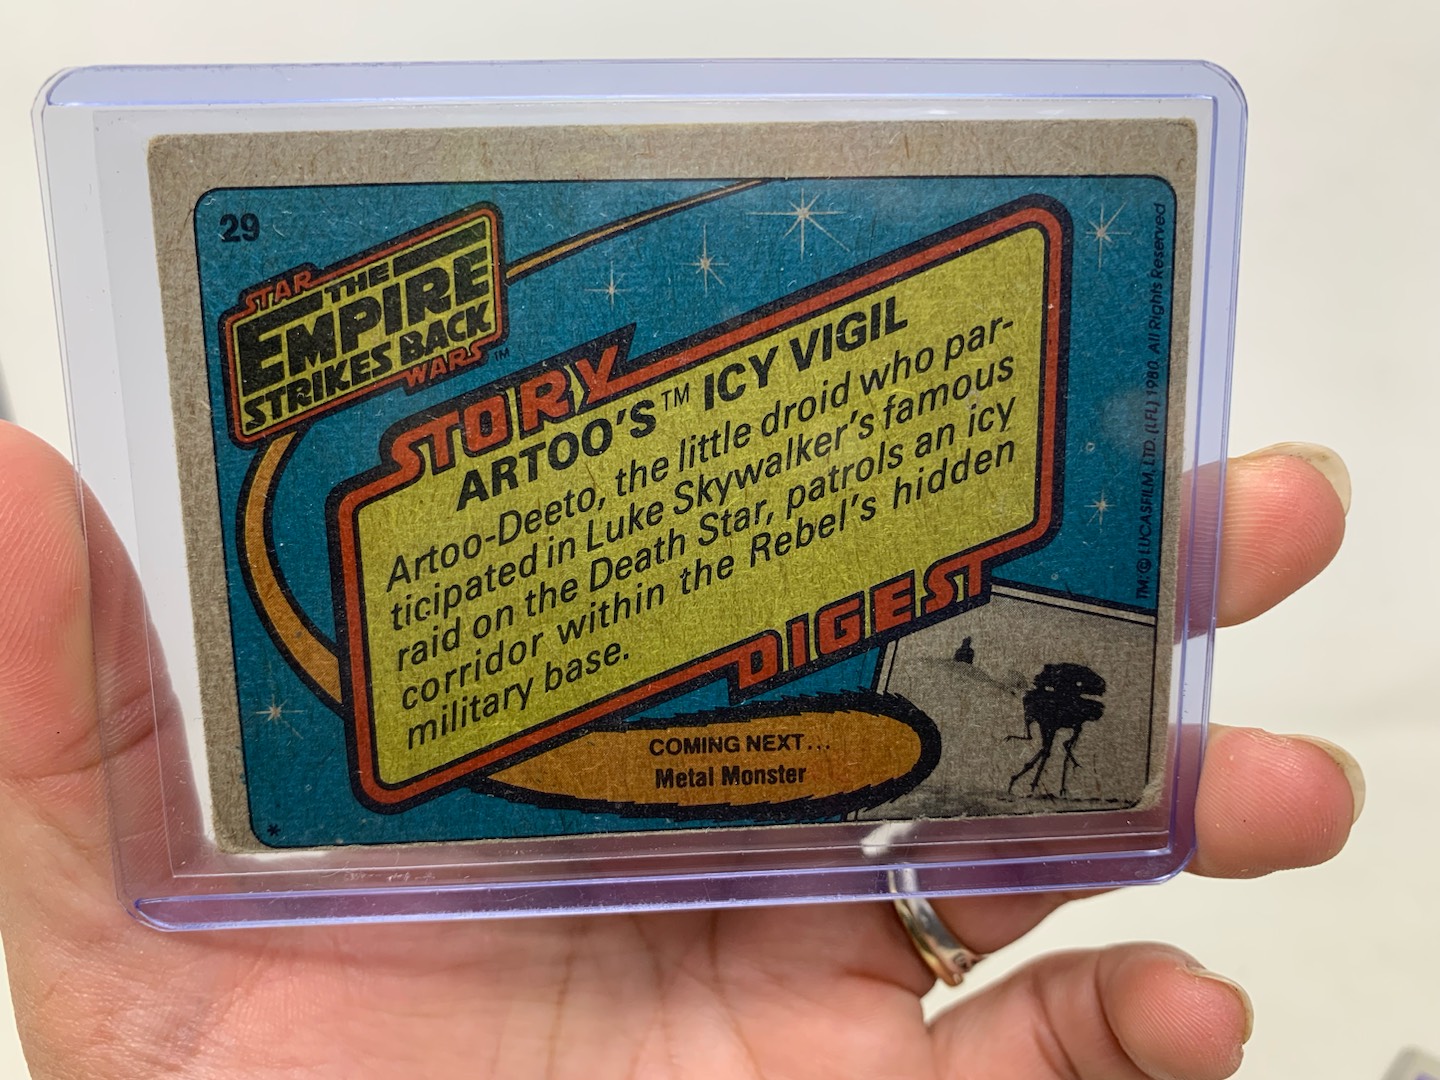 29
STAR
THE
EMPIRE
STRIKES BACK
WARS™
STORY
ARTOO'S™ ICY VIGIL
Artoo-Deeto, the little droid who par-
ticipated in Luke Skywalker's famous
raid on the Death Star, patrols an icy
corridor within the Rebel's hidden
military base.
DIGEST
COMING NEXT...
Metal Monster
*
TM: © LUCASFILM LTD. (LFL) 1980. All Rights Reserved